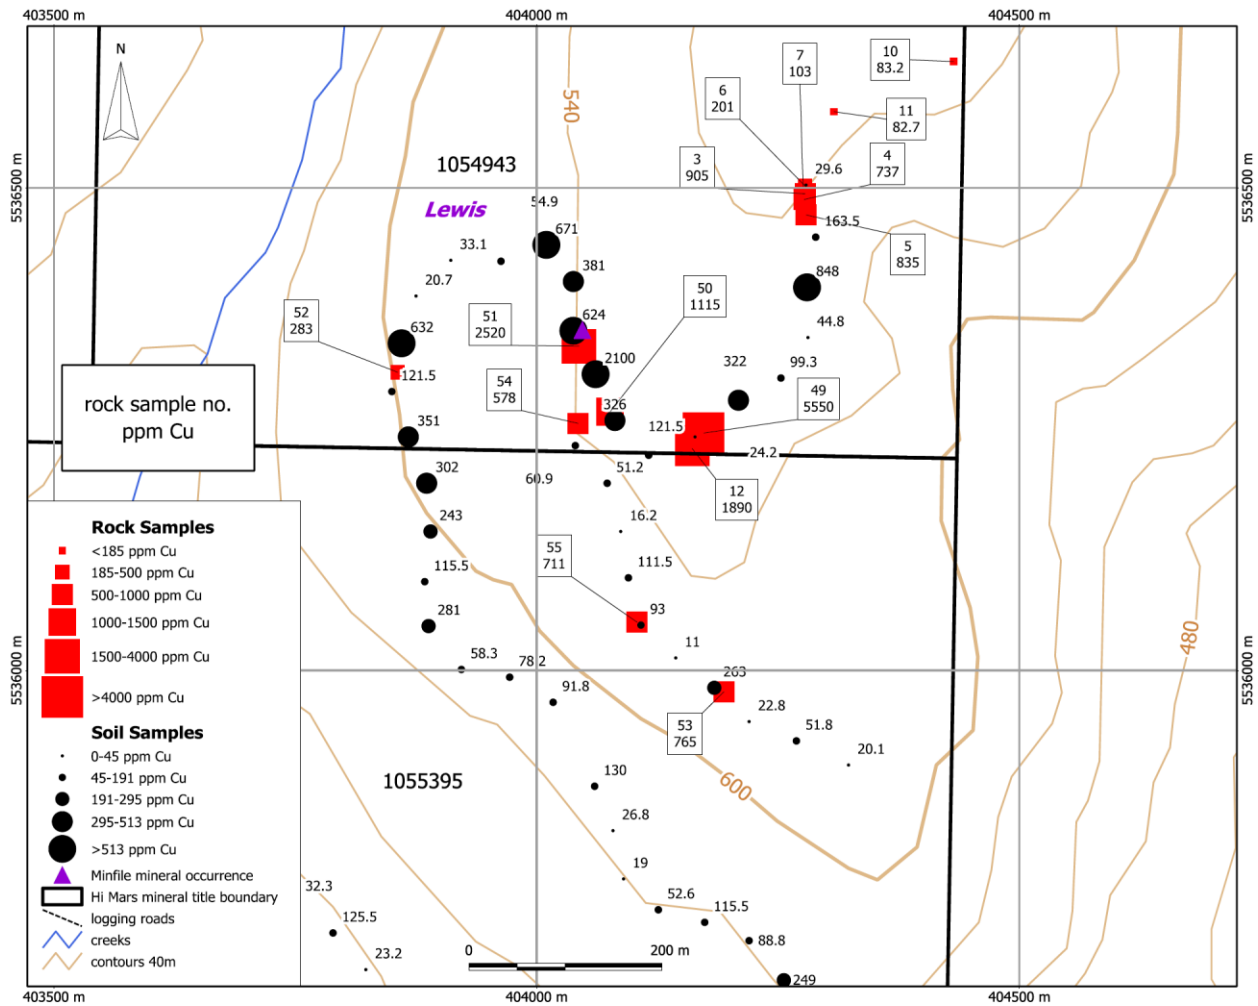 403500 m
404000 m
404500 m
N
10
83.2
7
103
6
201
11
82.7
540
3
905
4
737
29.6
1054943
5536500 m
5536500 m
Lewis
54.9
163.5
671
33.1
5
835
381
848
20.7
50
1115
52
283
51
2520
624
632
44.8
2100
322
99.3
121.5
rock sample no.
ppm Cu
54
578
49
5550
326
351
121.5
24.2
302
51.2
60.9
12
1890
243
16.2
55
711
115.5
111.5
281
93
480
11
58.3
78.2
263
5536000 m
5536000 m
91.8
22.8
53
765
51.8
20.1
1055395
130
600
26.8
19
52.6
115.5
32.3
125.5
88.8
23.2
249
Rock Samples
<185 ppm Cu
185-500 ppm Cu
500-1000 ppm Cu
1000-1500 ppm Cu
1500-4000 ppm Cu
>4000 ppm Cu
Soil Samples
0-45 ppm Cu
45-191 ppm Cu
191-295 ppm Cu
295-513 ppm Cu
>513 ppm Cu
Minfile mineral occurrence
Hi Mars mineral title boundary
logging roads
creeks
contours 40m
0
200 m
403500 m
404000 m
404500 m